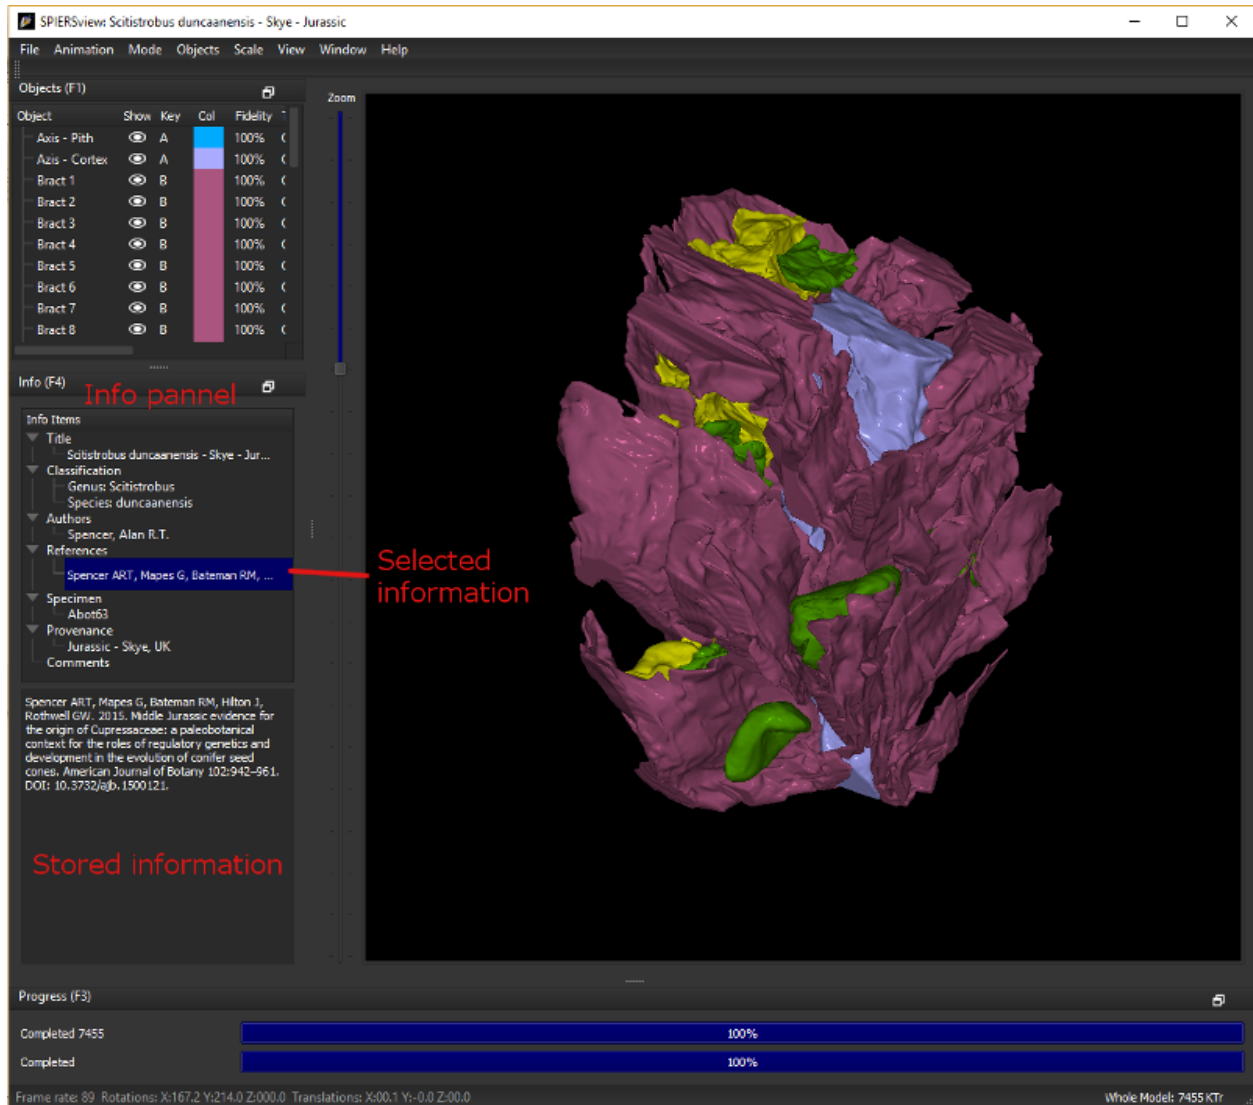 SPIERSview: Scitistrobus duncaanensis - Skye - Jurassic
File Animation Mode Objects Scale View Window Help
Objects (F1)
Object Show Key Col Fidelity
Axis - Pith A 100%
Azis - Cortex A 100%
Bract 1 B 100%
Bract 2 B 100%
Bract 3 B 100%
Bract 4 B 100%
Bract 5 B 100%
Bract 6 B 100%
Bract 7 B 100%
Bract 8 B 100%
Zoom
Info (F4)
Info pannel
Info Items
Title
Scitistrobus duncaanensis - Skye - Jur...
Classification
Genus: Scitistrobus
Species: duncaanensis
Authors
Spencer, Alan R.T.
References
Spencer ART, Mapes G, Bateman RM, ...
Specimen
Abot63
Provenance
Jurassic - Skye, UK
Comments
Selected
information
Spencer ART, Mapes G, Bateman RM, Hilton J,
Rothwell GW. 2015. Middle Jurassic evidence for
the origin of Cupressaceae: a paleobotanical
context for the roles of regulatory genetics and
development in the evolution of conifer seed
cones. American Journal of Botany 102:942–961.
DOI: 10.3732/ajb.1500121.
Stored information
Progress (F3)
Completed 7455 100%
Completed 100%
Frame rate: 89 Rotations: X:167.2 Y:214.0 Z:000.0 Translations: X:00.1 Y:-0.0 Z:00.0
Whole Model: 7455 KTr